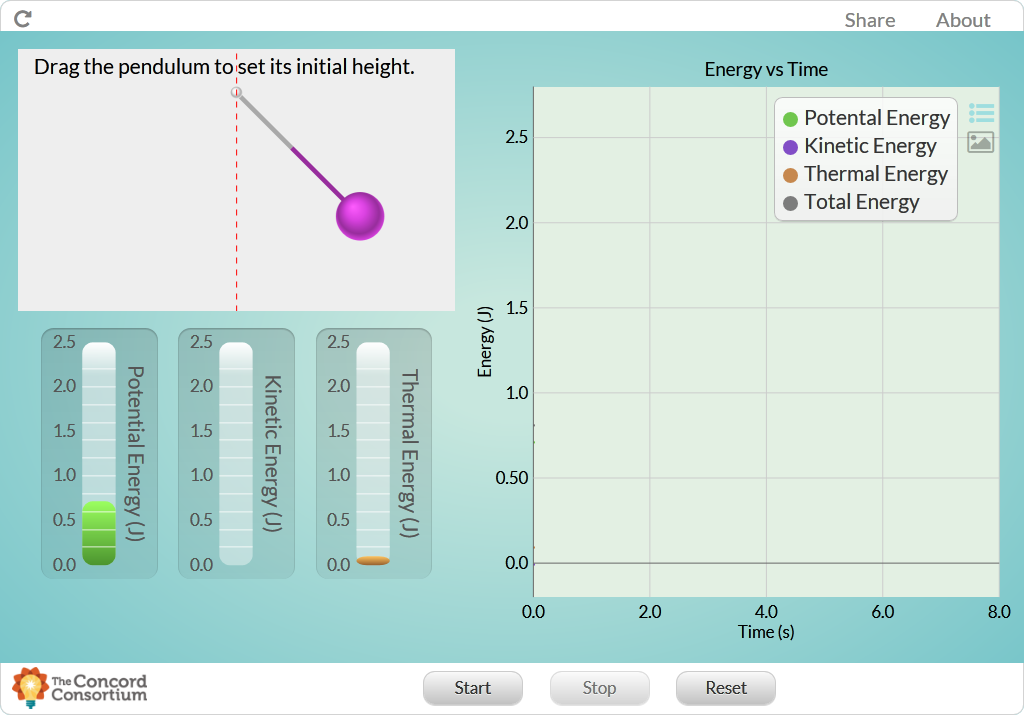 Share About
Drag the pendulum to set its initial height.
Energy vs Time
Potental Energy
Kinetic Energy
Thermal Energy
Total Energy
2.5
2.0
1.5
1.0
0.50
0.0
Energy (J)
0.0 2.0 4.0 6.0 8.0
Time (s)
2.5
2.0
1.5
1.0
0.5
0.0
Potential Energy (J)
2.5
2.0
1.5
1.0
0.5
0.0
Kinetic Energy (J)
2.5
2.0
1.5
1.0
0.5
0.0
Thermal Energy (J)
The Concord
Consortium
Start Stop Reset